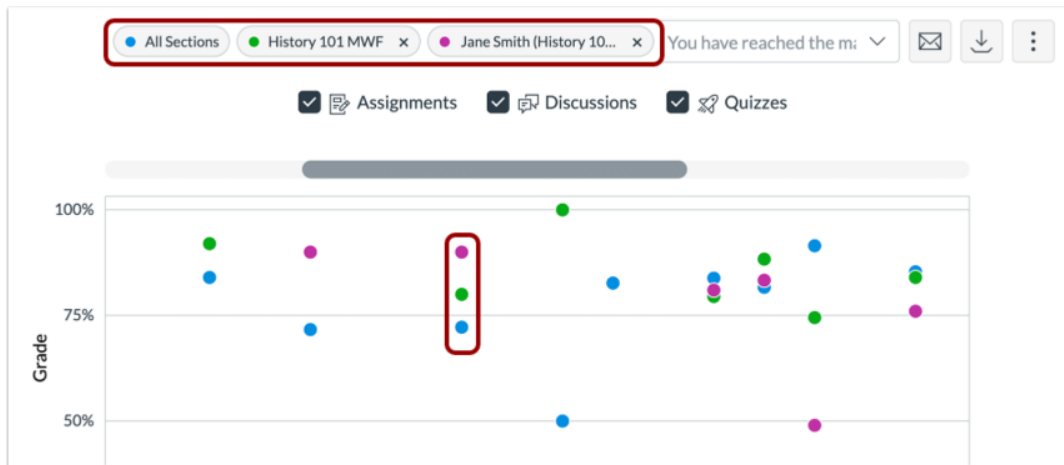 All Sections History 101 MWF x Jane Smith (History 10... x You have reached the ma
Assignments Discussions Quizzes
100%
75%
Grade
50%